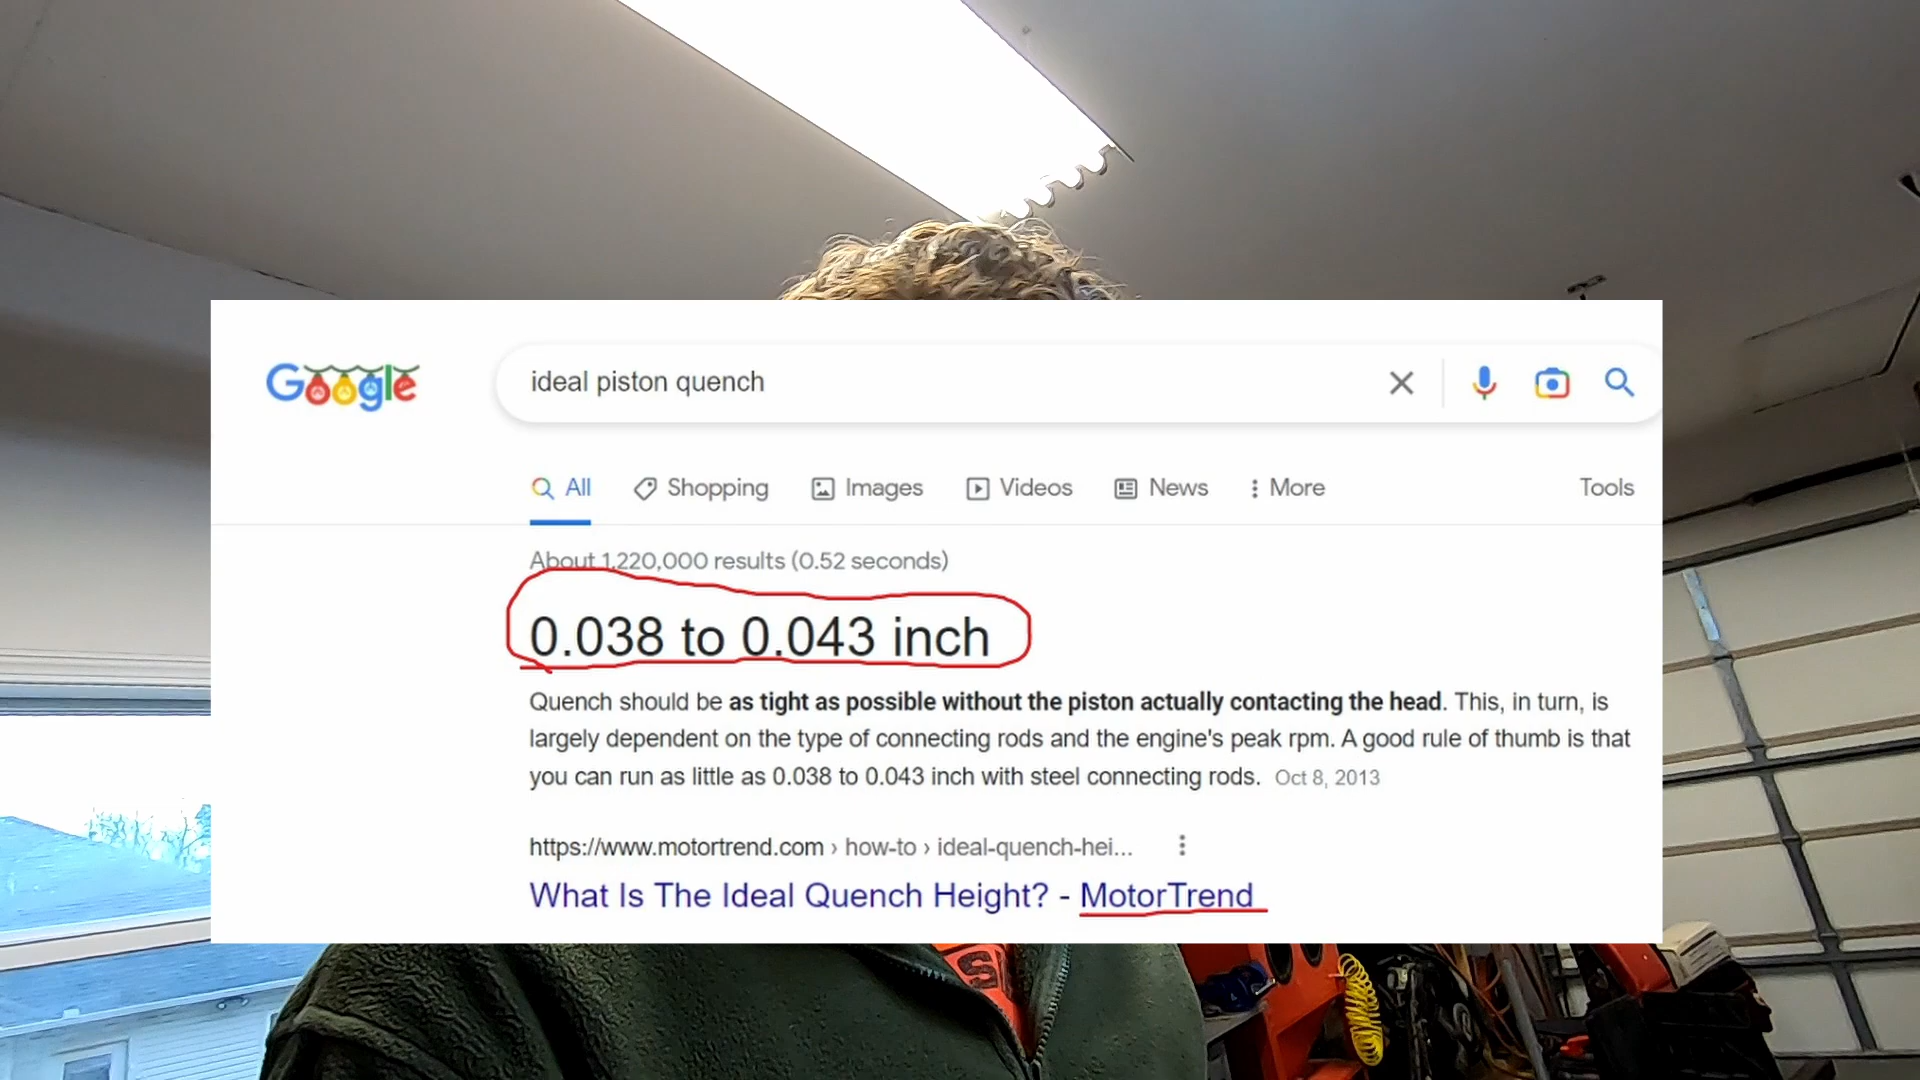 Google
ideal piston quench
All Shopping Images Videos News More Tools
About 1,220,000 results (0.52 seconds)
0.038 to 0.043 inch
Quench should be as tight as possible without the piston actually contacting the head. This, in turn, is
largely dependent on the type of connecting rods and the engine's peak rpm. A good rule of thumb is that
you can run as little as 0.038 to 0.043 inch with steel connecting rods. Oct 8, 2013
https://www.motortrend.com › how-to › ideal-quench-hei...
What Is The Ideal Quench Height? - MotorTrend